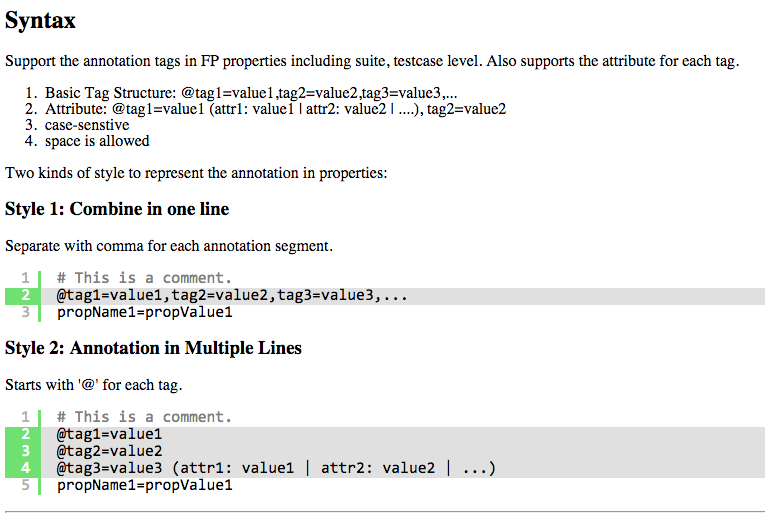 Syntax
Support the annotation tags in FP properties including suite, testcase level. Also supports the attribute for each tag.
1. Basic Tag Structure: @tag1=value1,tag2=value2,tag3=value3,...
2. Attribute: @tag1=value1 (attr1: value1 | attr2: value2 | ....), tag2=value2
3. case-senstive
4. space is allowed
Two kinds of style to represent the annotation in properties:
Style 1: Combine in one line
Separate with comma for each annotation segment.
1 # This is a comment.
2 @tag1=value1,tag2=value2,tag3=value3,...
3 propName1=propValue1
Style 2: Annotation in Multiple Lines
Starts with '@' for each tag.
1 # This is a comment.
2 @tag1=value1
3 @tag2=value2
4 @tag3=value3 (attr1: value1 | attr2: value2 | ...)
5 propName1=propValue1